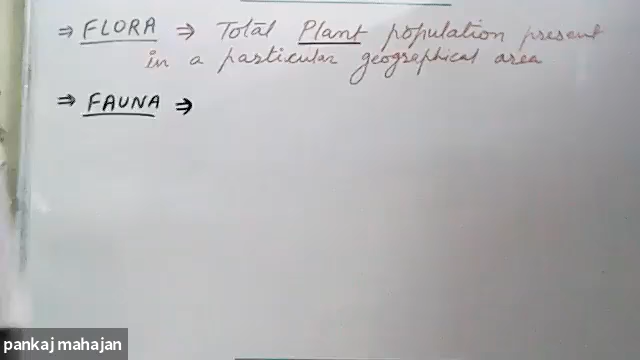 ⇒ FLORA ⇒ Total Plant population present
in a particular geographical area
⇒ FAUNA ⇒
pankaj mahajan